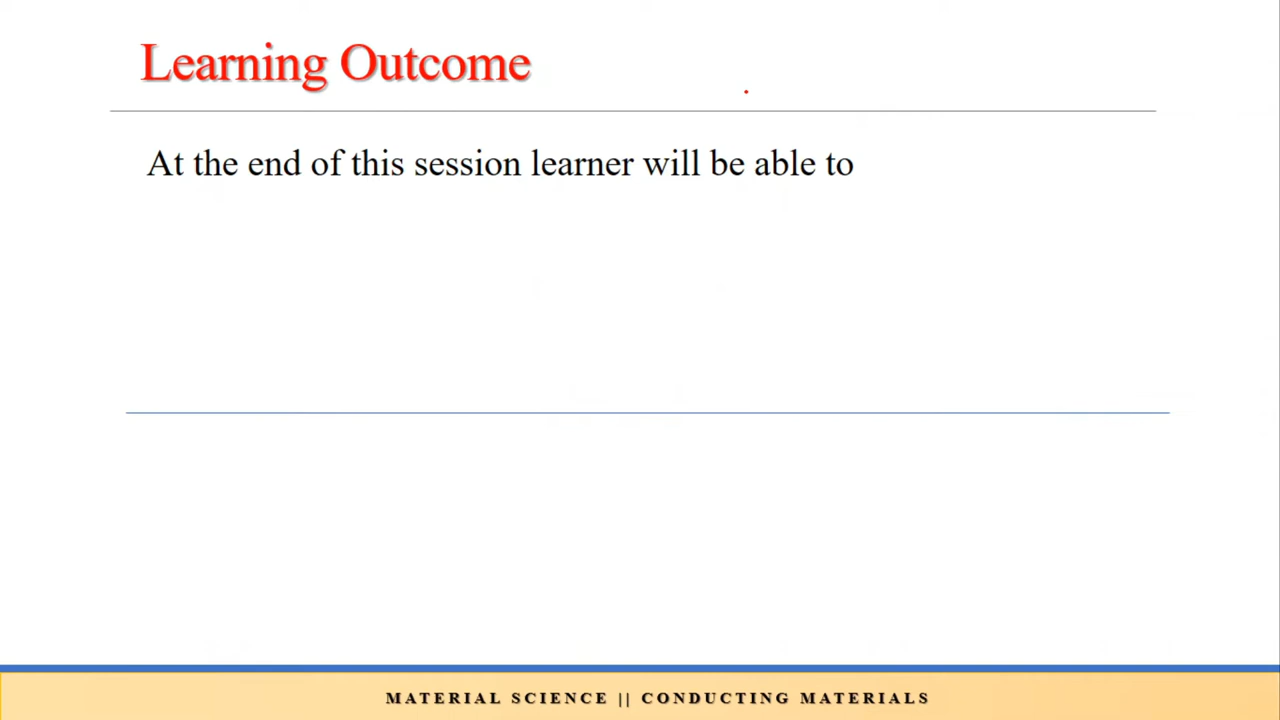 Learning Outcome
At the end of this session learner will be able to
MATERIAL SCIENCE || CONDUCTING MATERIALS